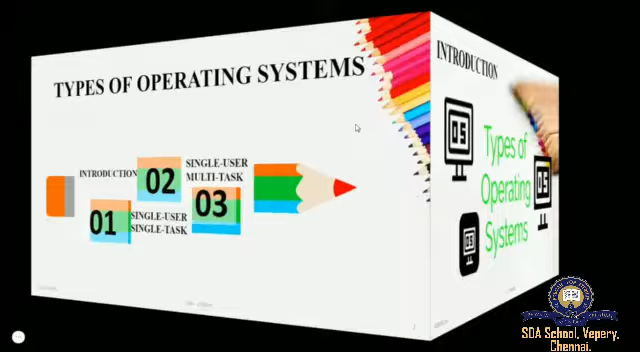 TYPES OF OPERATING SYSTEMS
INTRODUCTION
01
SINGLE-USER
SINGLE-TASK
02
SINGLE-USER
MULTI-TASK
03
INTRODUCTION
OS
Types of
Operating
Systems
OS
OS
SDA School, Vepery,
Chennai.